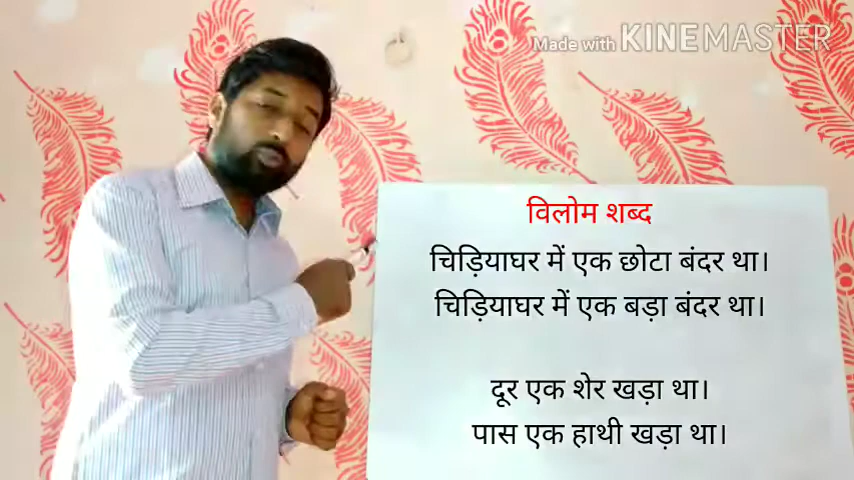 Made with KINEMASTER
विलोम शब्द
चिड़ियाघर में एक छोटा बंदर था।
चिड़ियाघर में एक बड़ा बंदर था।
दूर एक शेर खड़ा था।
पास एक हाथी खड़ा था।